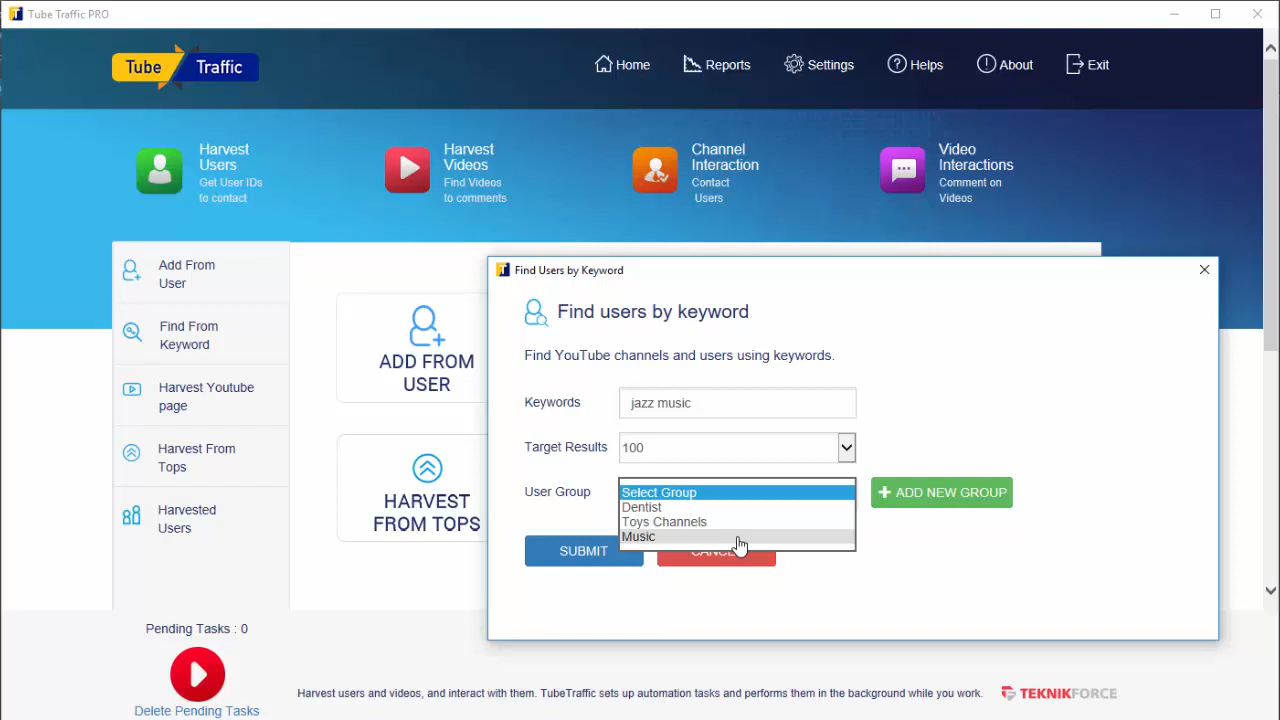 Tube Traffic PRO
Tube Traffic
Home
Reports
Settings
Helps
About
Exit
Harvest
Users
Get User IDs
to contact
Harvest
Videos
Find Videos
to comments
Channel
Interaction
Contact
Users
Video
Interactions
Comment on
Videos
Add From
User
Find From
Keyword
Harvest Youtube
page
Harvest From
Tops
Harvested
Users
ADD FROM
USER
HARVEST
FROM TOPS
Find Users by Keyword
Find users by keyword
Find YouTube channels and users using keywords.
Keywords
jazz music
Target Results
100
User Group
Select Group
Dentist
Toys Channels
Music
+ ADD NEW GROUP
SUBMIT
CANCEL
Pending Tasks : 0
Delete Pending Tasks
Harvest users and videos, and interact with them. TubeTraffic sets up automation tasks and performs them in the background while you work.
TEKNIKFORCE